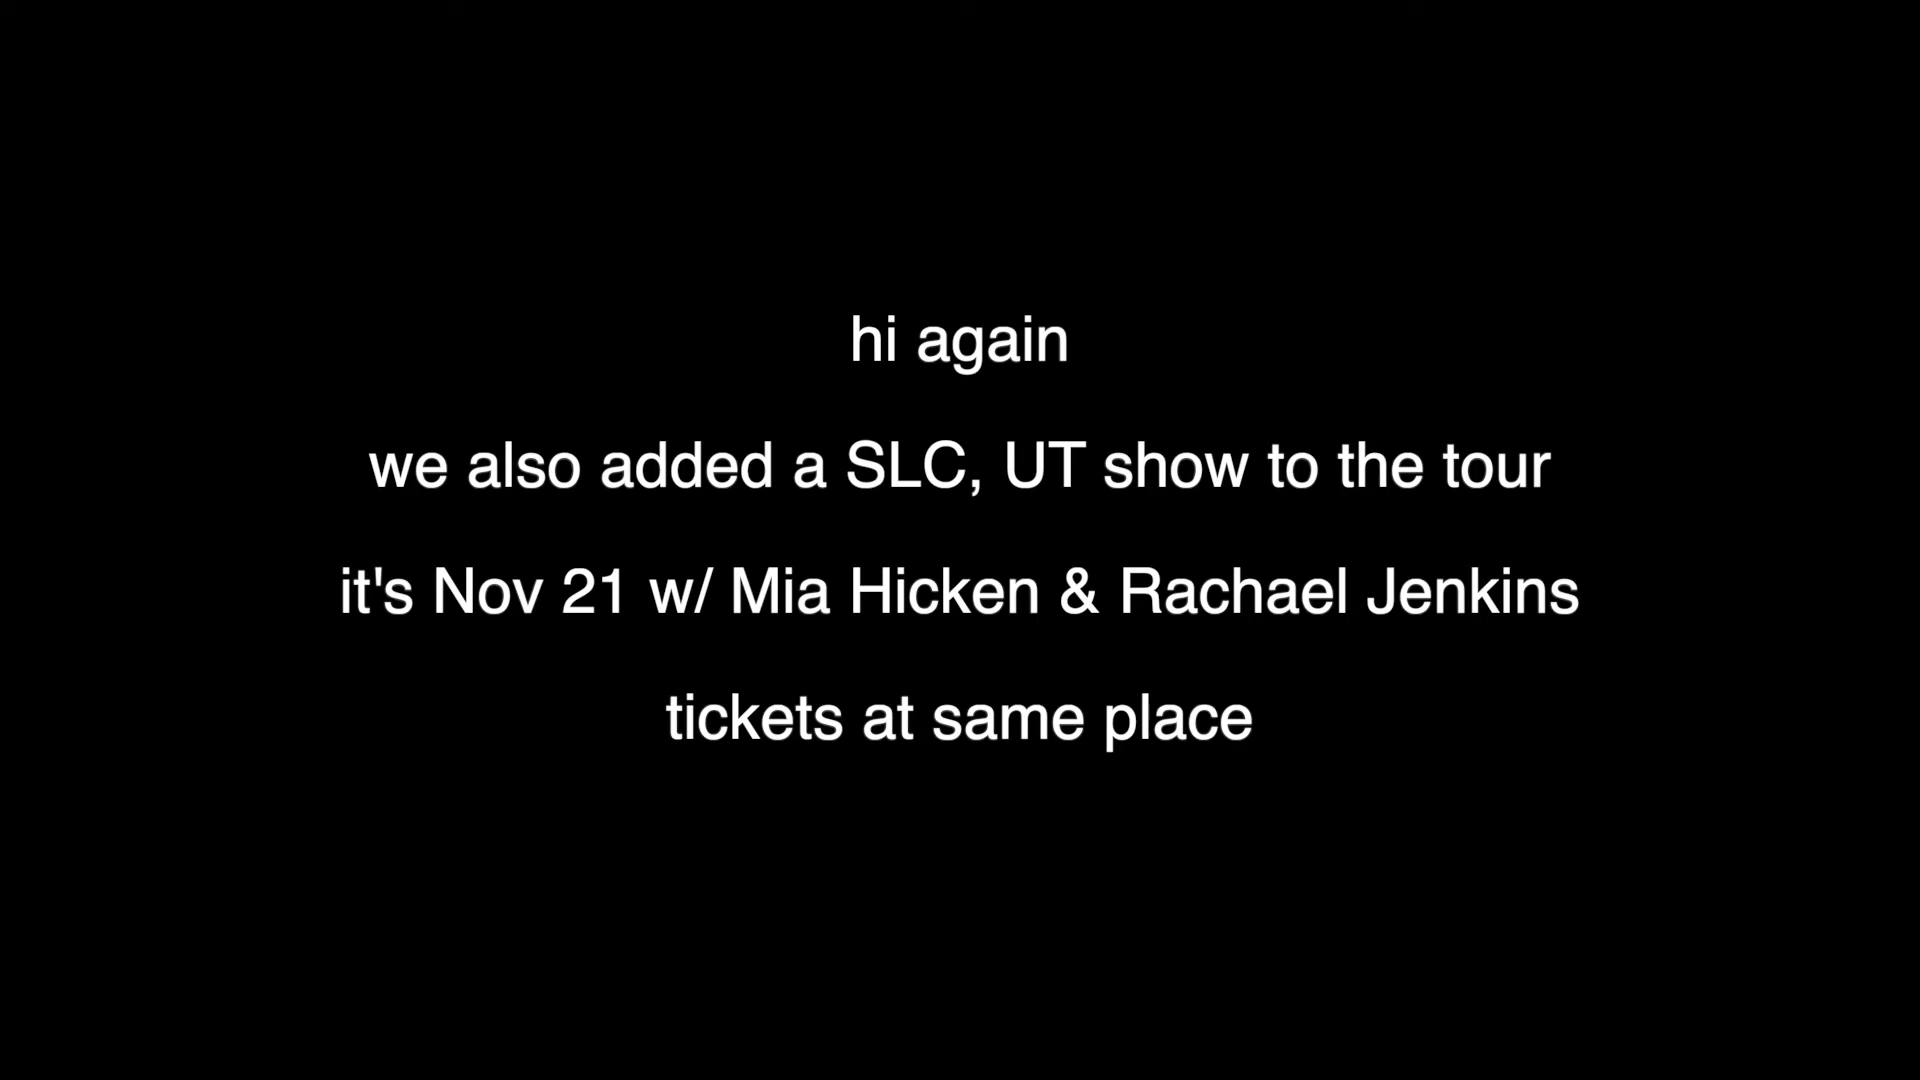 hi again
we also added a SLC, UT show to the tour
it's Nov 21 w/ Mia Hicken & Rachael Jenkins
tickets at same place